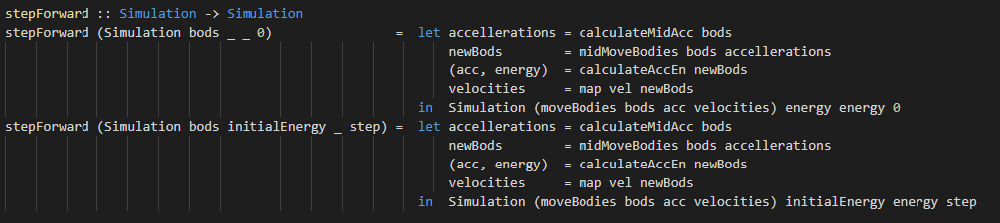 stepForward :: Simulation -> Simulation
stepForward (Simulation bods _ _ 0) = let accellerations = calculateMidAcc bods
newBods = midMoveBodies bods accellerations
(acc, energy) = calculateAccEn newBods
velocities = map vel newBods
in Simulation (moveBodies bods acc velocities) energy energy 0
stepForward (Simulation bods initialEnergy _ step) = let accellerations = calculateMidAcc bods
newBods = midMoveBodies bods accellerations
(acc, energy) = calculateAccEn newBods
velocities = map vel newBods
in Simulation (moveBodies bods acc velocities) initialEnergy energy step